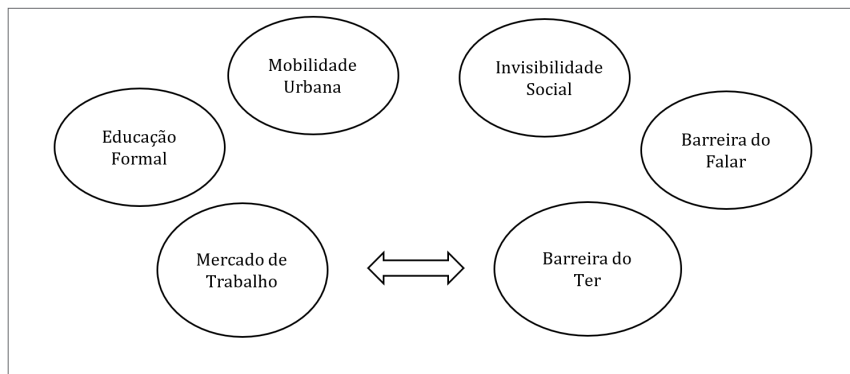 Mobilidade
Urbana
Invisibilidade
Social
Educação
Formal
Barreira do
Falar
Mercado de
Trabalho
Barreira do
Ter